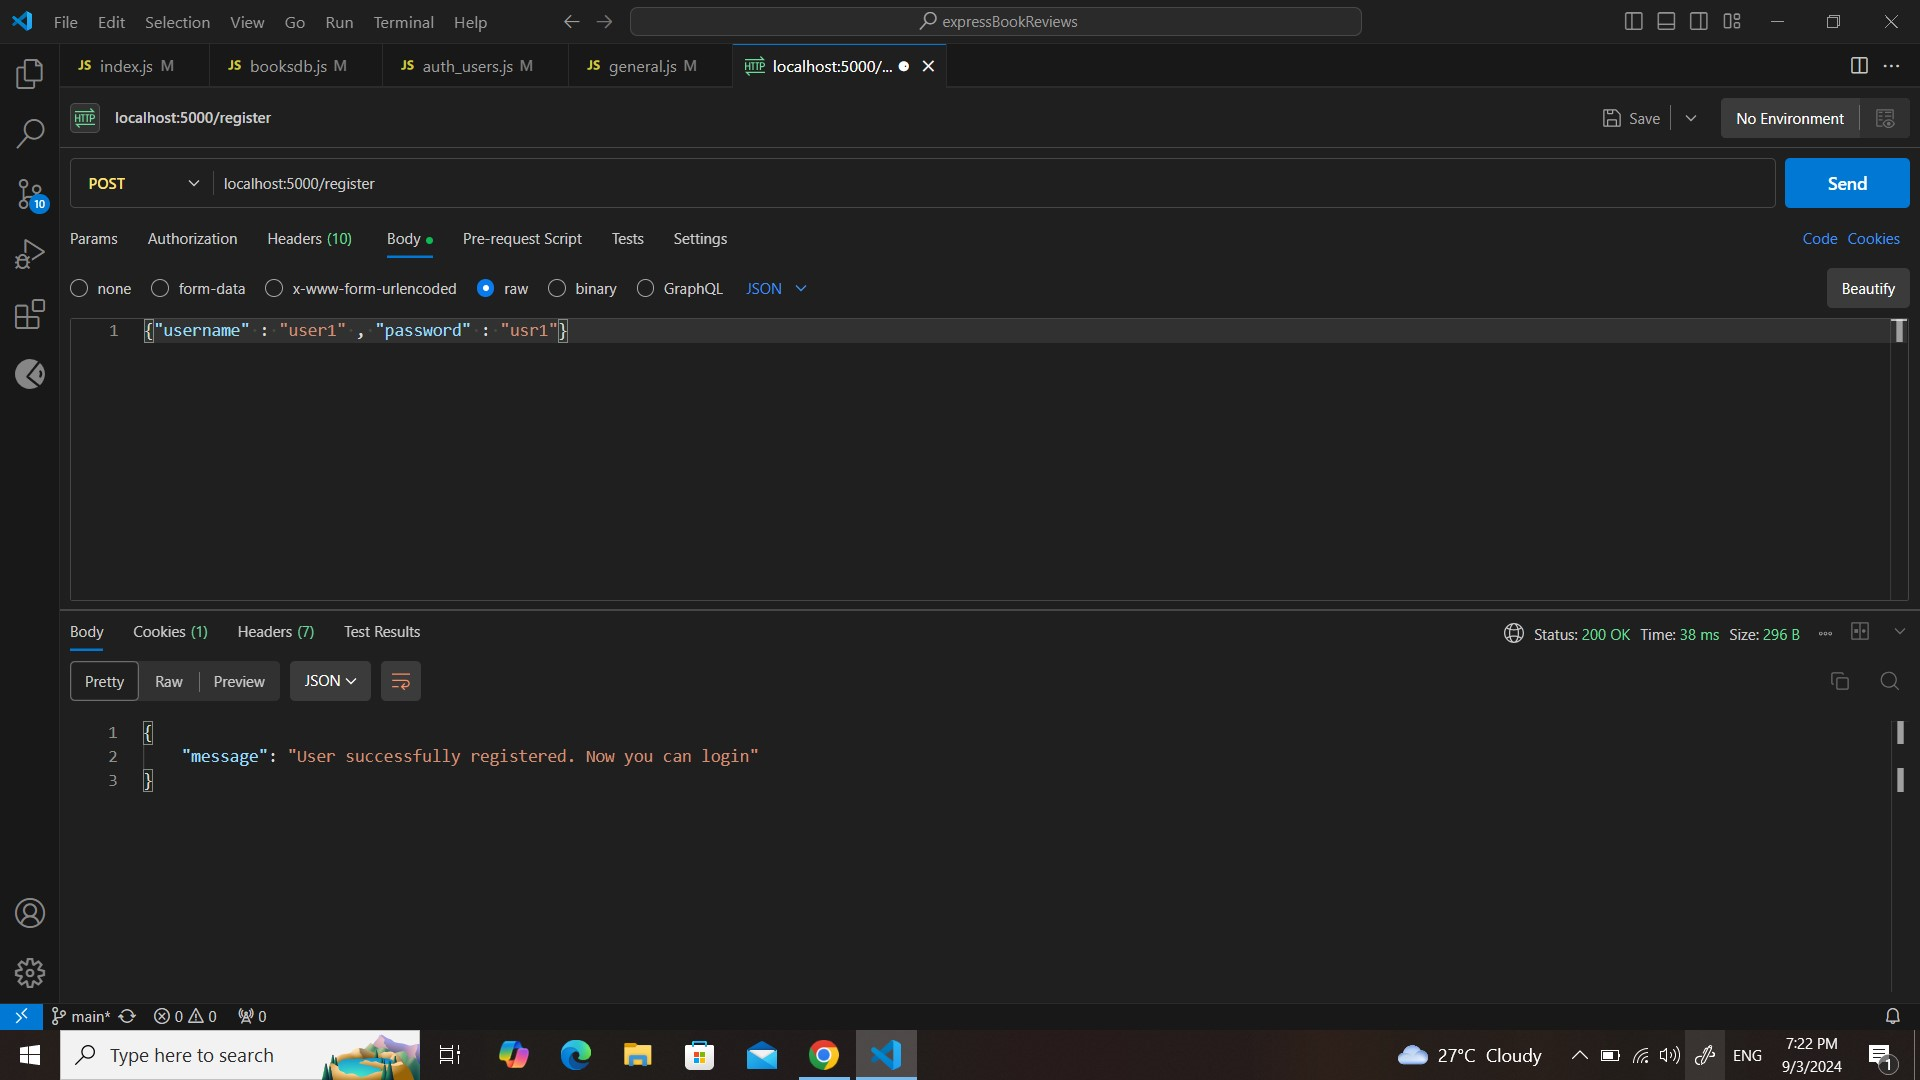 File Edit Selection View Go Run Terminal Help expressBookReviews
JS index.js M JS booksdb.js M JS auth_users.js M JS general.js M HTTP localhost:5000/...
HTTP localhost:5000/register Save No Environment
POST localhost:5000/register Send
Params Authorization Headers (10) Body Pre-request Script Tests Settings Code Cookies
none form-data x-www-form-urlencoded raw binary GraphQL JSON Beautify
1 {"username" : "user1" , "password" : "usr1"}
10
Body Cookies (1) Headers (7) Test Results Status: 200 OK Time: 38 ms Size: 296 B
Pretty Raw Preview JSON
1 {
2 "message": "User successfully registered. Now you can login"
3 }
main* 0 0 0
Type here to search 27°C Cloudy ENG 7:22 PM
9/3/2024 1